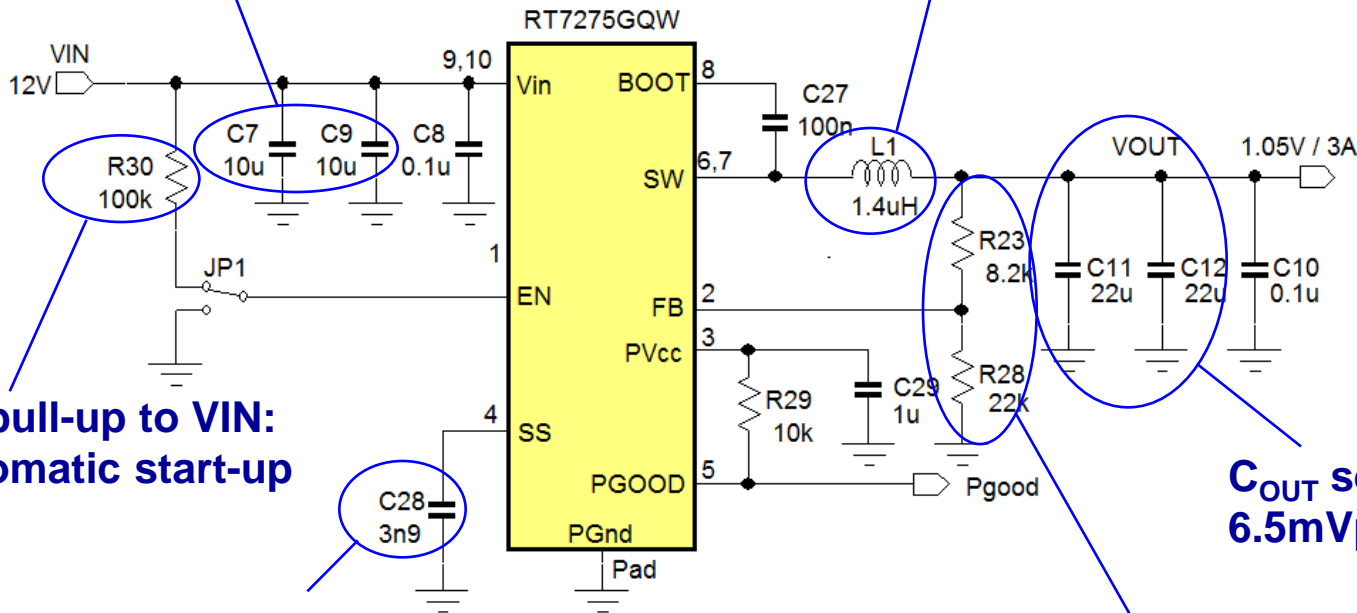 RT7275GQW
VIN
12V
9,10
Vin
BOOT
8
C27
100n
C7
10u
C9
10u
C8
0.1u
R30
100k
L1
1.4uH
VOUT
1.05V / 3A
6,7
SW
R23
8.2k
C11
22u
C12
22u
C10
0.1u
JP1
1
EN
FB
2
PVcc
3
R28
22k
C29
1u
R29
10k
pull-up to VIN:
omatic start-up
4
SS
C28
3n9
PGOOD
5
Pgood
PGnd
Pad
COUT
6.5mV